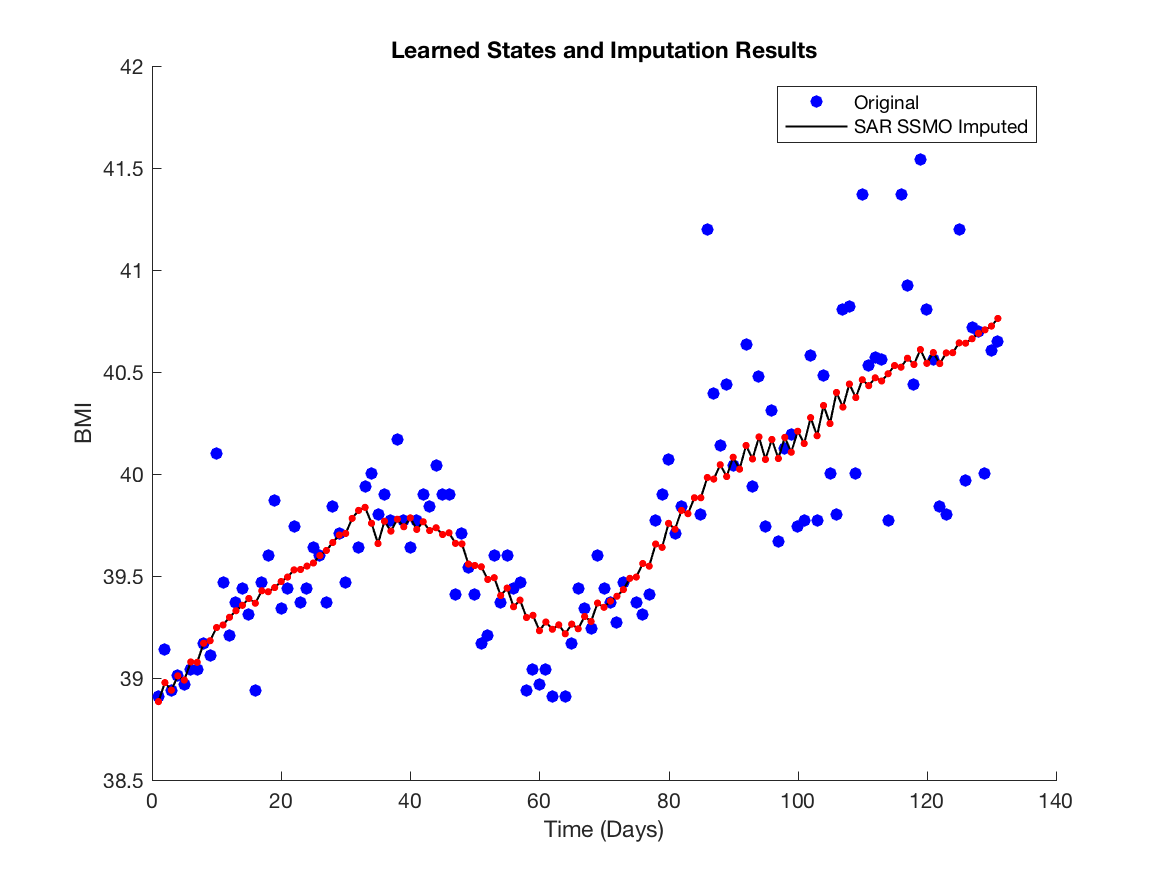 Learned States and Imputation Results
Original
SAR SSMO Imputed
42
41.5
41
40.5
40
39.5
39
38.5
BMI
0 20 40 60 80 100 120 140
Time (Days)